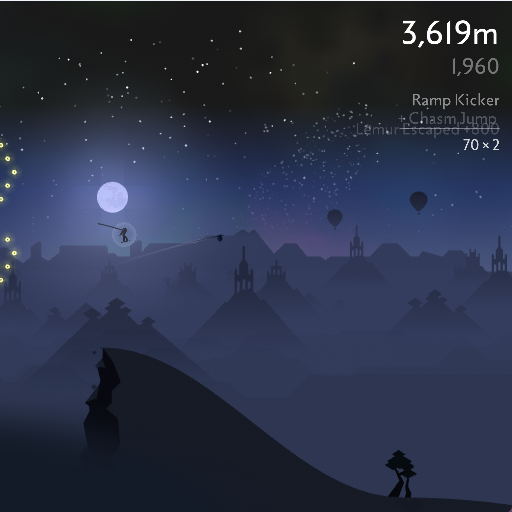 3,619m
1,960
Ramp Kicker
+ Chasm Jump
Lemur Escaped +800
70 × 2